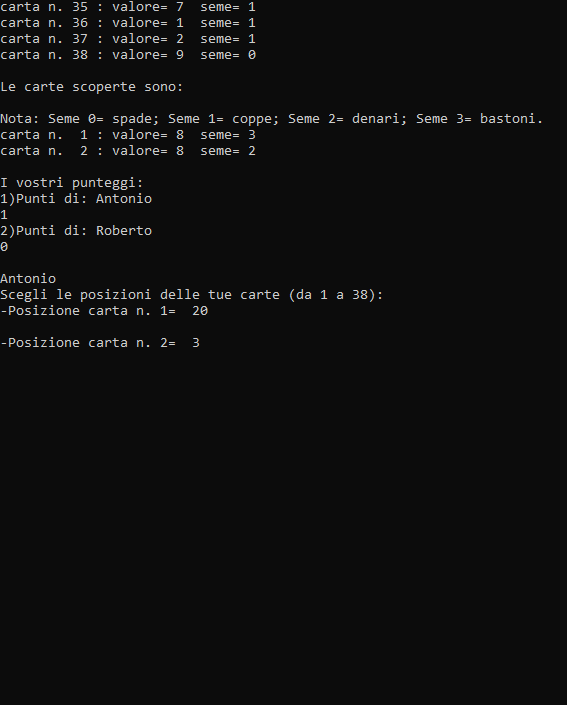 carta n. 35 : valore= 7  seme= 1
carta n. 36 : valore= 1  seme= 1
carta n. 37 : valore= 2  seme= 1
carta n. 38 : valore= 9  seme= 0
Le carte scoperte sono:
Nota: Seme 0= spade; Seme 1= coppe; Seme 2= denari; Seme 3= bastoni.
carta n.  1 : valore= 8  seme= 3
carta n.  2 : valore= 8  seme= 2
I vostri punteggi:
1)Punti di: Antonio
1
2)Punti di: Roberto
0
Antonio
Scegli le posizioni delle tue carte (da 1 a 38):
-Posizione carta n. 1=  20
-Posizione carta n. 2=  3